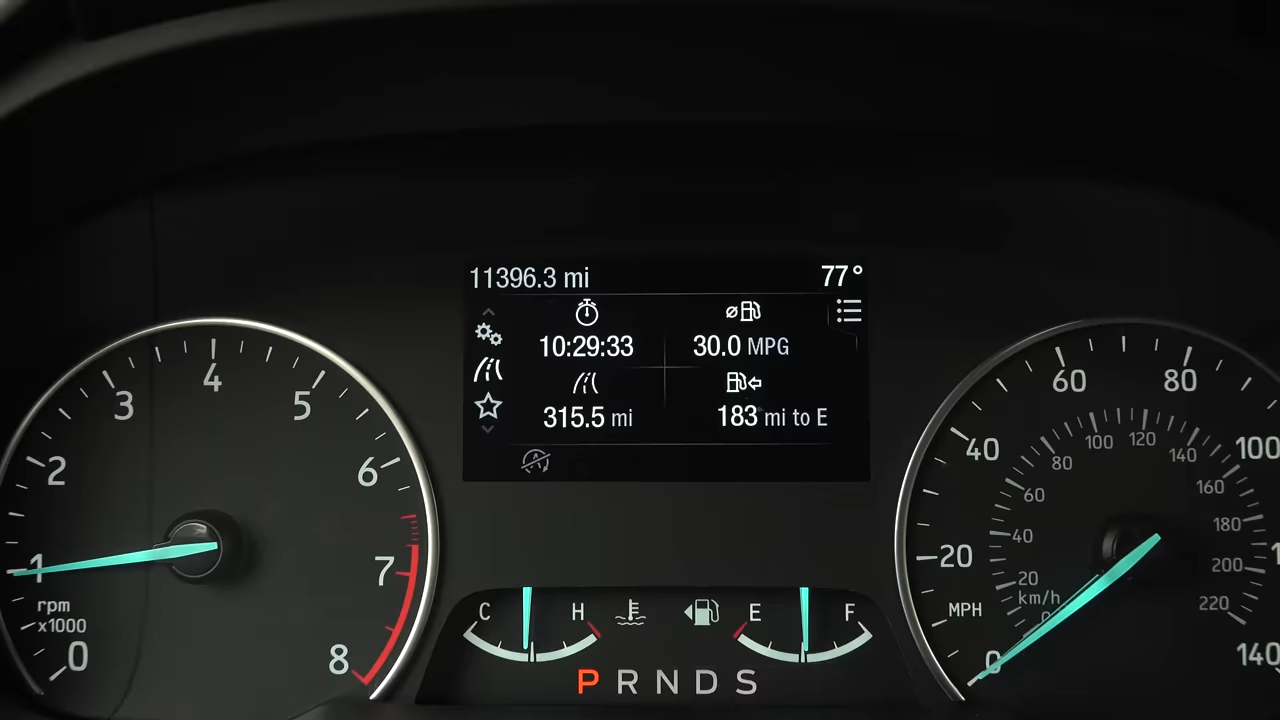 11396.3 mi 77°
10:29:33 30.0 MPG
315.5 mi 183 mi to E
0 1 2 3 4 5 6 7 8
rpm
x1000
C H E F
P R N D S
0 20 40 60 80 100 140
MPH
km/h
0 20 40 60 80 100 120 140 160 180 200 220